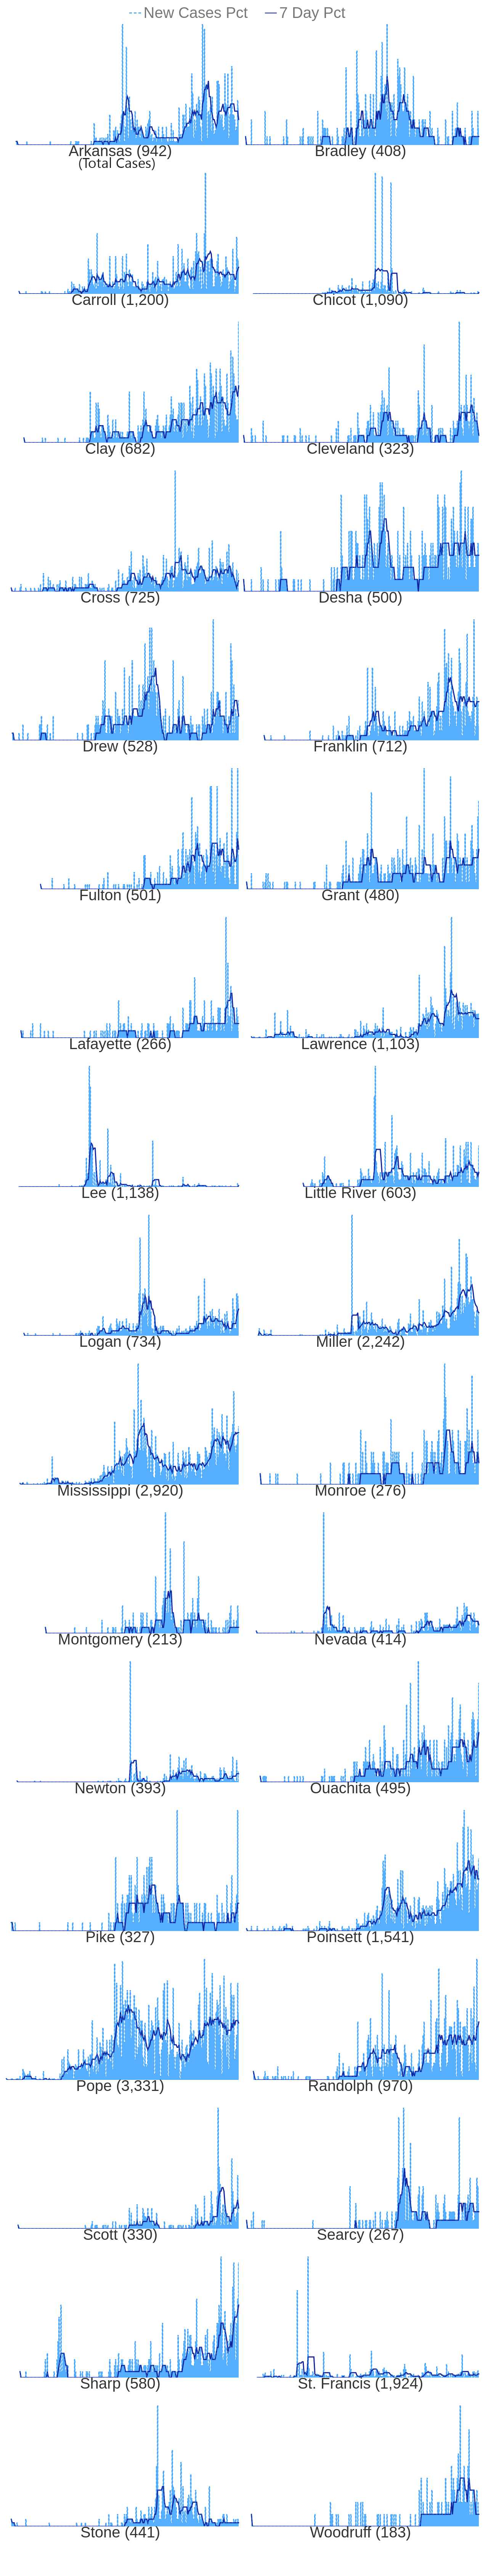 New Cases Pct 7 Day Pct
Arkansas (942) Bradley (408)
(Total Cases)
Carroll (1,200) Chicot (1,090)
Clay (682) Cleveland (323)
Cross (725) Desha (500)
Drew (528) Franklin (712)
Fulton (501) Grant (480)
Lafayette (266) Lawrence (1,103)
Lee (1,138) Little River (603)
Logan (734) Miller (2,242)
Mississippi (2,920) Monroe (276)
Montgomery (213) Nevada (414)
Newton (393) Ouachita (495)
Pike (327) Poinsett (1,541)
Pope (3,331) Randolph (970)
Scott (330) Searcy (267)
Sharp (580) St. Francis (1,924)
Stone (441) Woodruff (183)